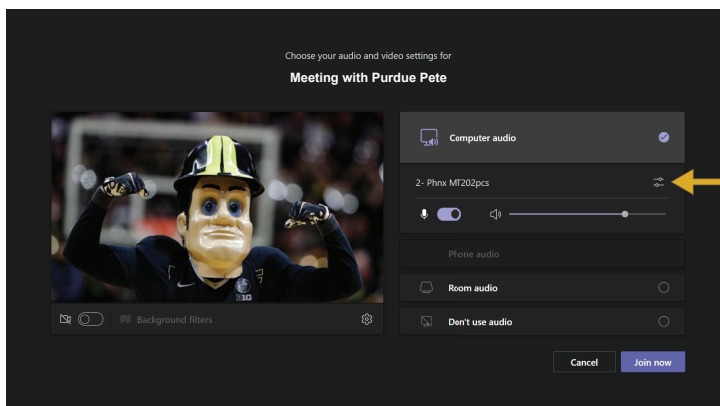 Choose your audio and video settings for
Meeting with Purdue Pete
Computer audio
2- Phnx MT202pcs
Phone audio
Room audio
Don't use audio
B1G
Background filters
Cancel
Join now